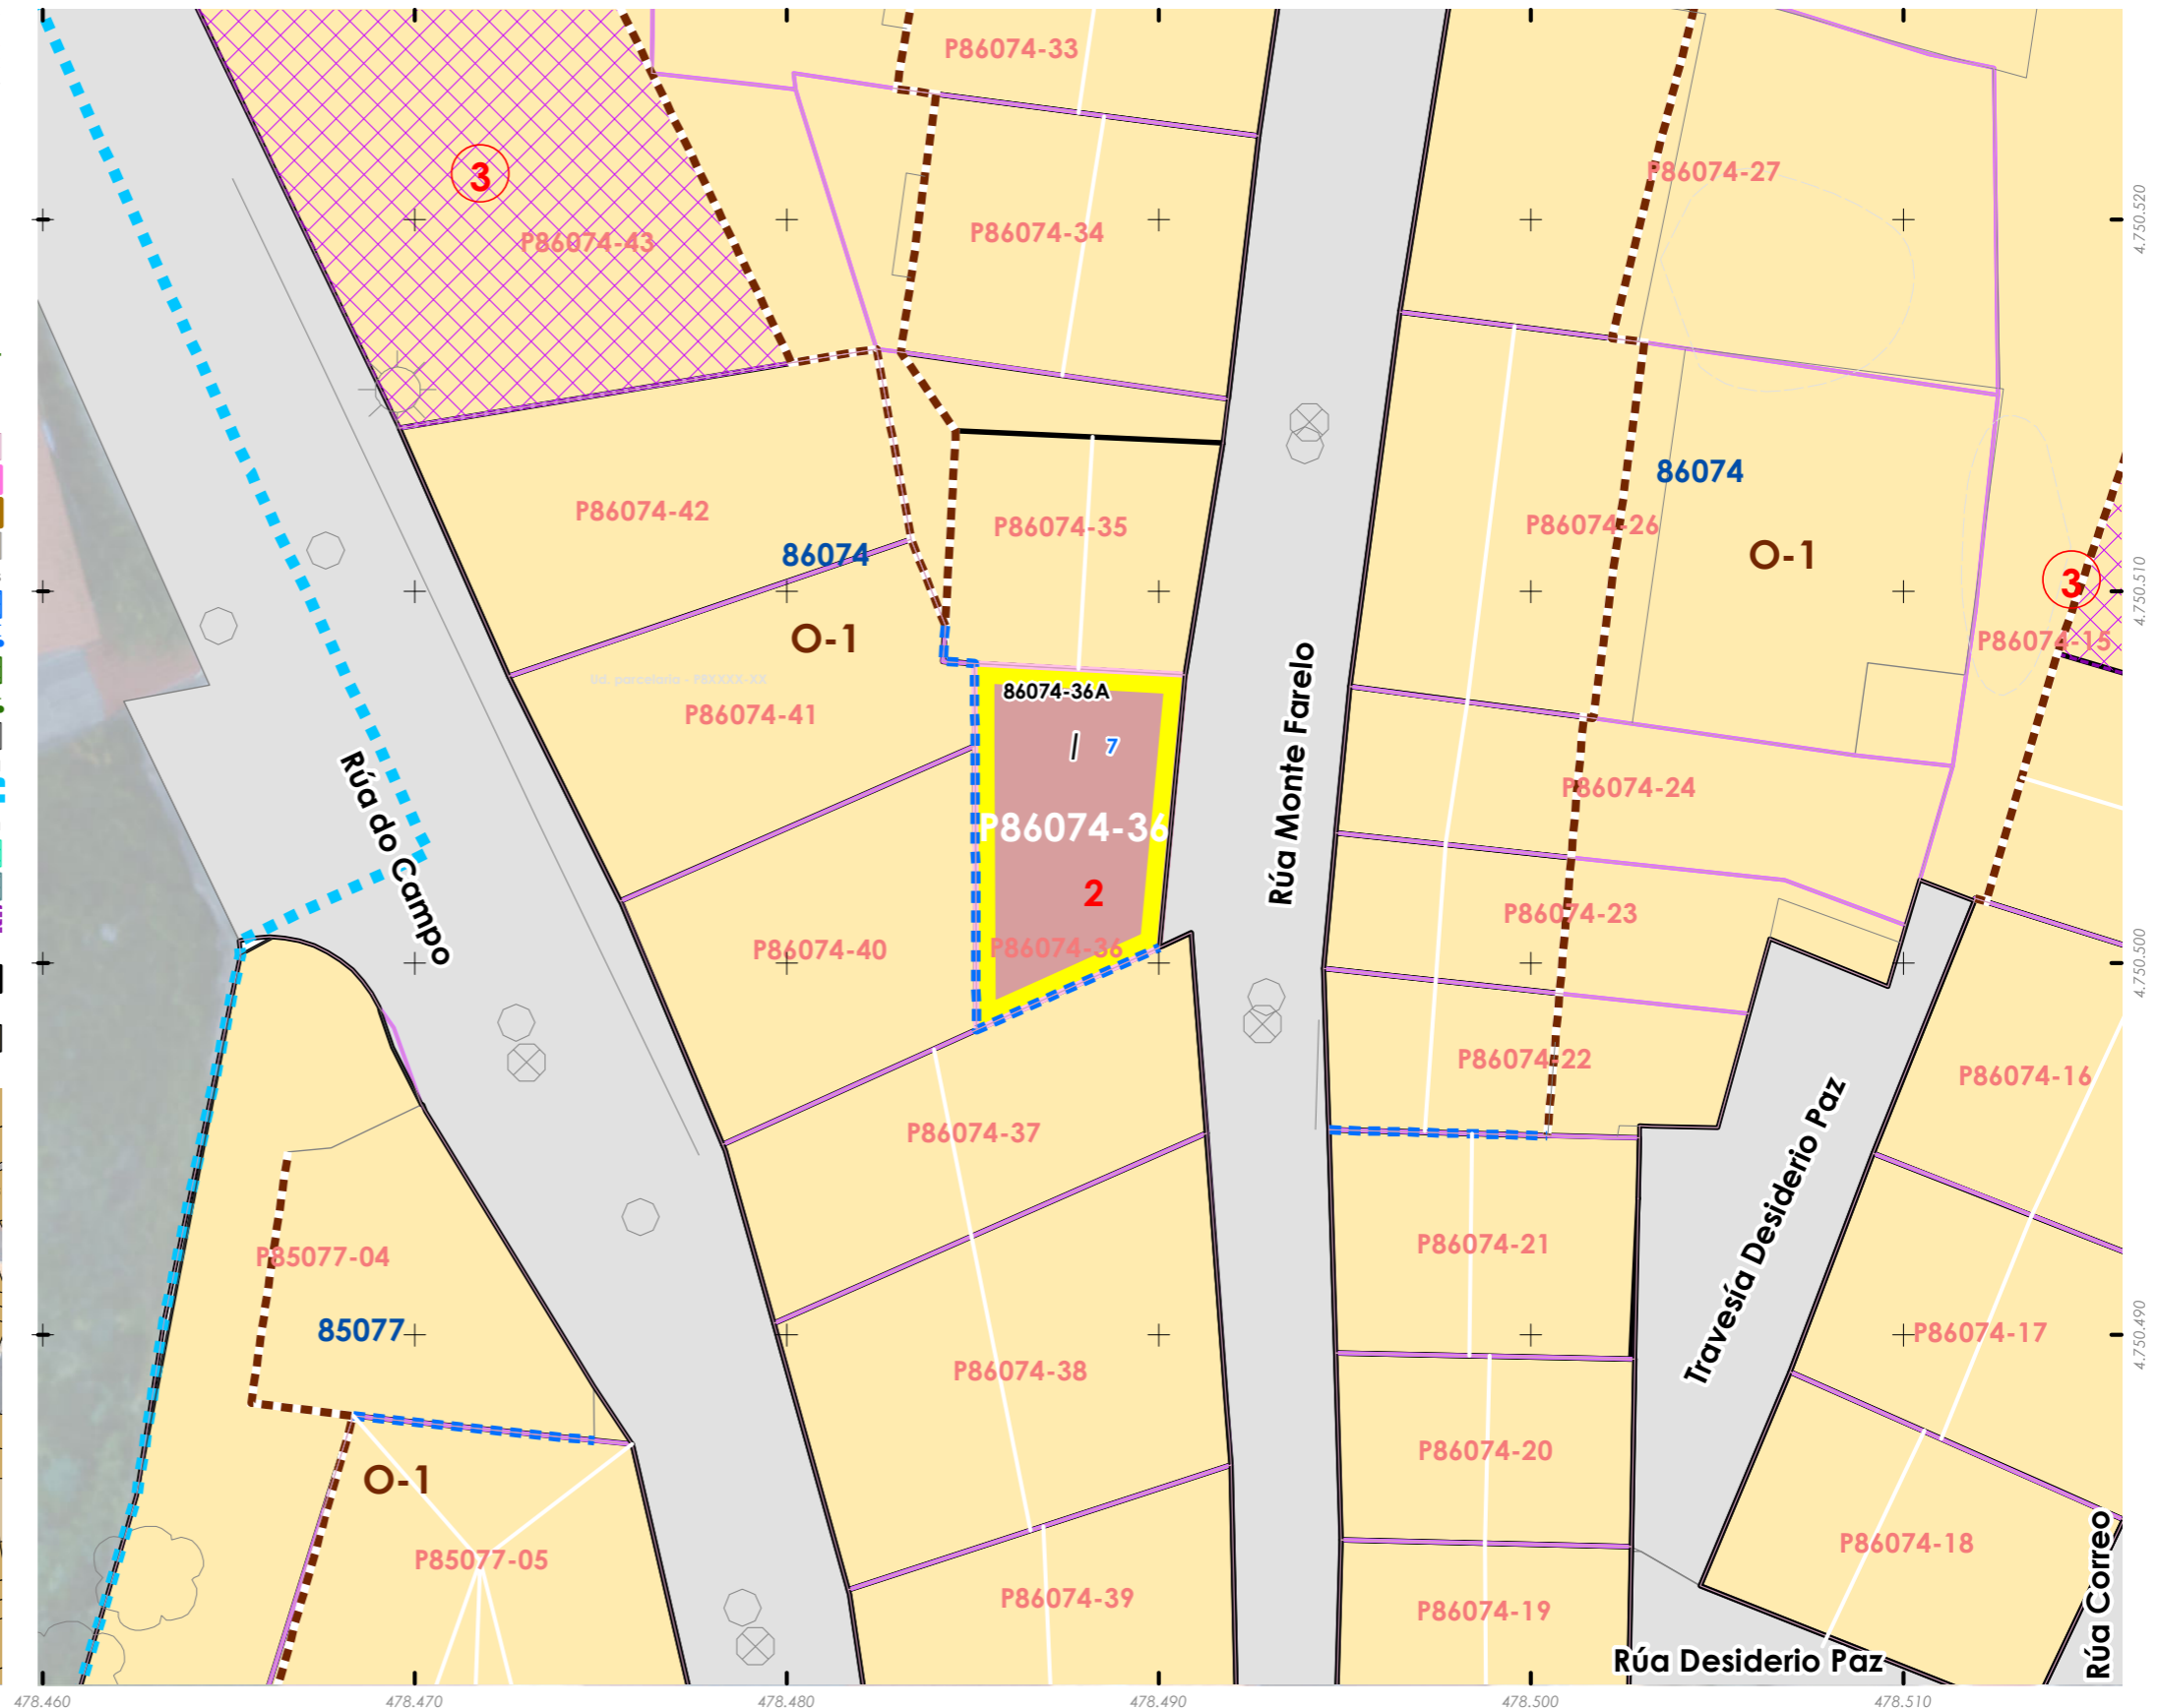 P86074-33
P86074-27
3
P86074-34
P86074-43
4.750.520
86074
P86074-42
P86074-35
P86074-26
86074
O-1
3
4.750.510
O-1
P86074-15
Ud. parcelario - P8XXXX-XX
86074-36A
P86074-41
I 7
Rúa Monte Farelo
P86074-24
Rúa do Campo
P86074-36
2
P86074-23
P86074-40
P86074-36
4.750.500
P86074-22
P86074-16
P86074-37
Travesía Desiderio Paz
P86074-21
P85077-04
85077
P86074-17
4.750.490
P86074-38
P86074-20
O-1
P86074-18
P85077-05
P86074-39
P86074-19
Rúa Correo
Rúa Desiderio Paz
478.460
478.470
478.480
478.490
478.500
478.510